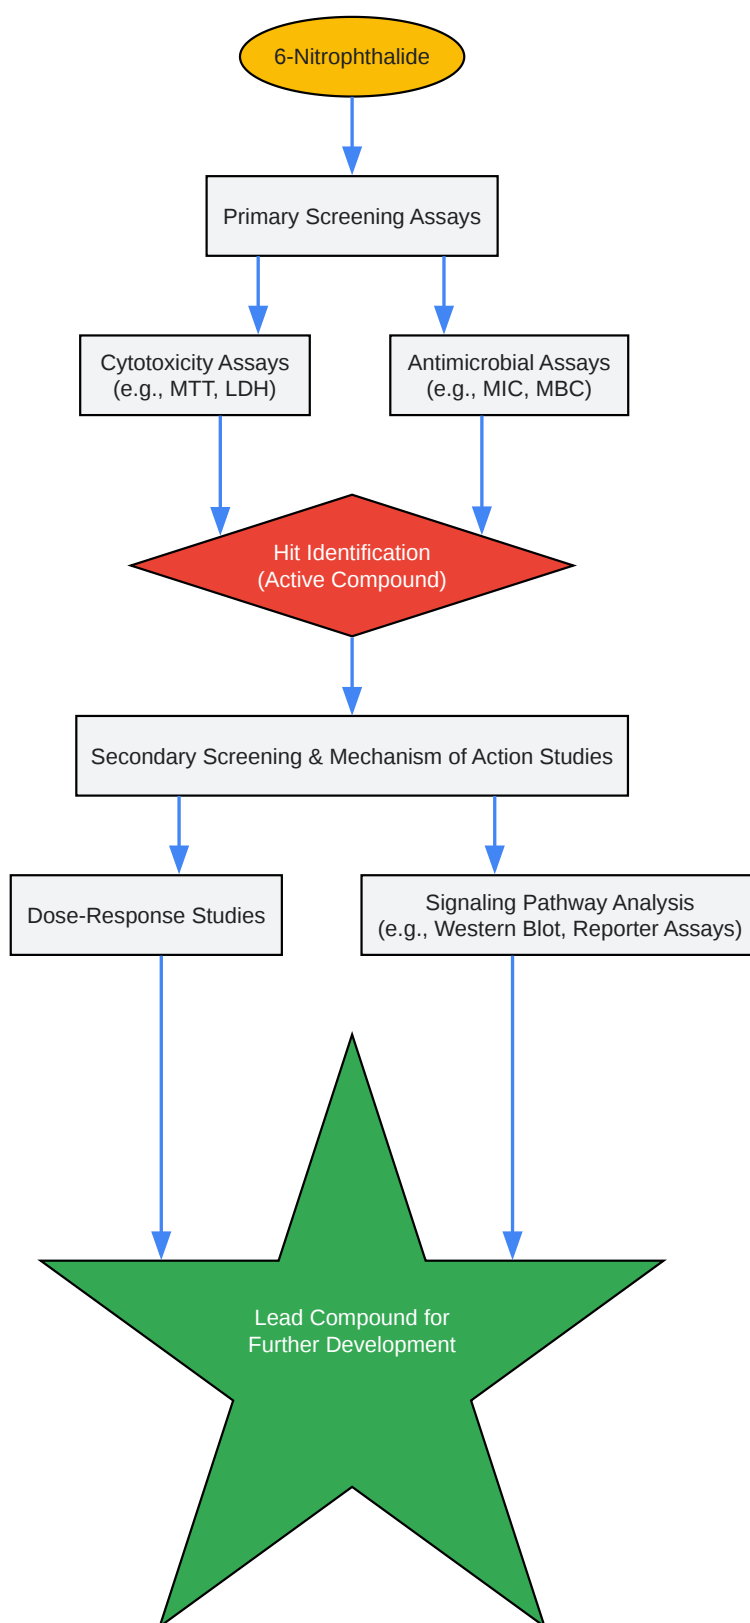 6-Nitrophthalide
Primary Screening Assays
Cytotoxicity Assays
(e.g., MTT, LDH)
Antimicrobial Assays
(e.g., MIC, MBC)
Hit Identification
(Active Compound)
Secondary Screening & Mechanism of Action Studies
Dose-Response Studies
Signaling Pathway Analysis
(e.g., Western Blot, Reporter Assays)
Lead Compound for
Further Development